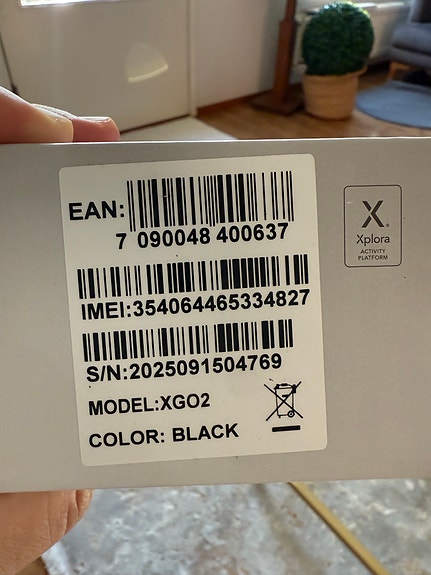 EAN:
7 090048 400637
IMEI:354064465334827
S/N:2025091504769
MODEL:XGO2
COLOR: BLACK
X.
Xplora
ACTIVITY
PLATFORM